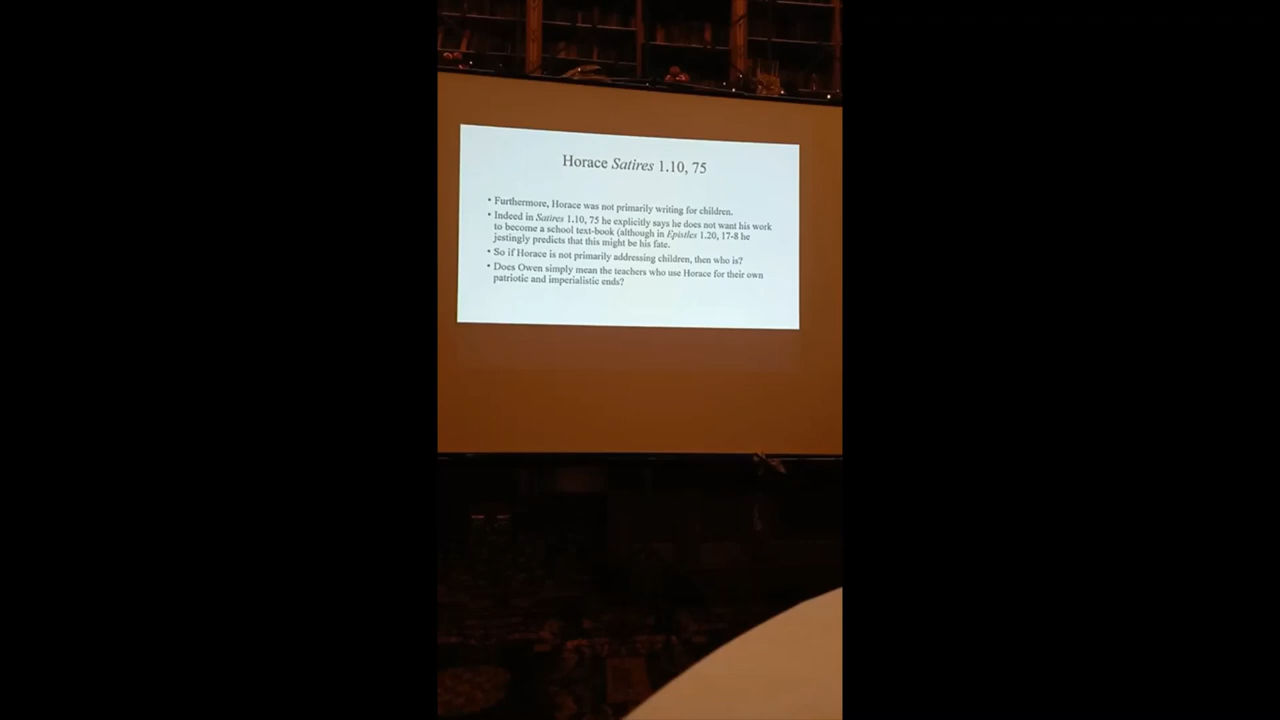 Horace Satires 1.10, 75
• Furthermore, Horace was not primarily writing for children.
• Indeed in Satires 1.10, 75 he explicitly says he does not want his work
to become a school text-book (although in Epistles 1.20, 17-8 he
jestingly predicts that this might be his fate.
• So if Horace is not primarily addressing children, then who is?
• Does Owen simply mean the teachers who use Horace for their own
patriotic and imperialistic ends?